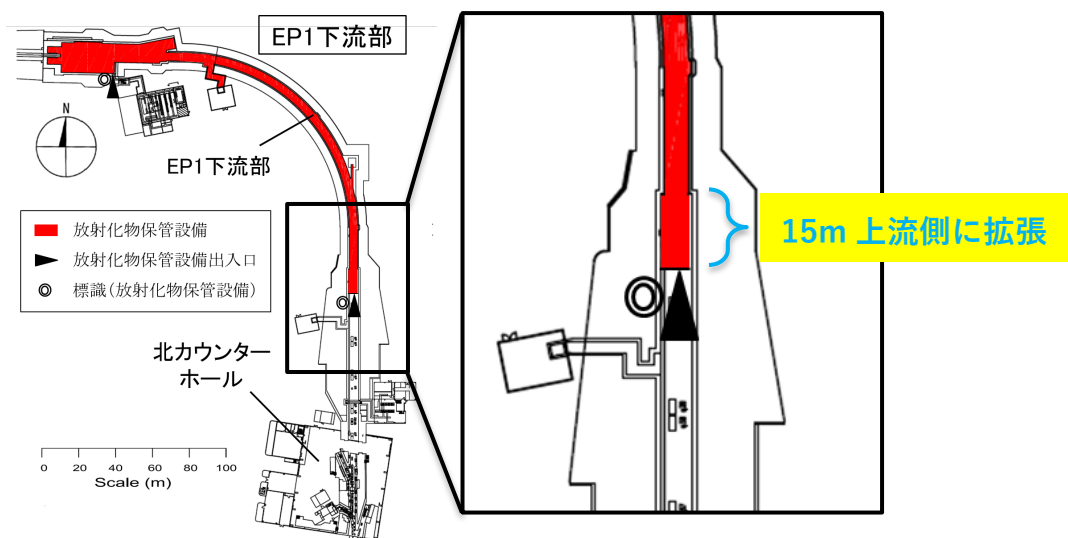 EP1下流部
N
EP1下流部
放射化物保管設備
放射化物保管設備出入口
標識(放射化物保管設備)
15m 上流側に拡張
北カウンター
ホール
0 20 40 60 80 100
Scale (m)